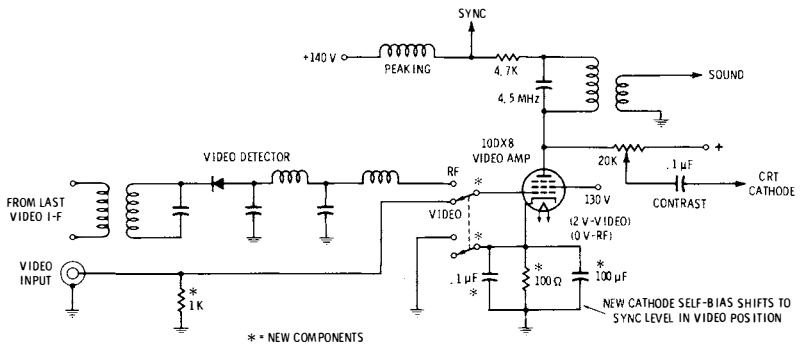 SYNC
+140 V
PEAKING
4.7K
4.5 MHz
SOUND
10DX8
VIDEO AMP
VIDEO DETECTOR
RF
*
20K
+
.1 µF
CRT
CATHODE
CONTRAST
FROM LAST
VIDEO I-F
VIDEO
*
130 V
(2 V-VIDEO)
(0 V-RF)
VIDEO
INPUT
*
1K
.1 µF
*
*
100Ω
*
100 µF
NEW CATHODE SELF-BIAS SHIFTS TO
SYNC LEVEL IN VIDEO POSITION
* = NEW COMPONENTS